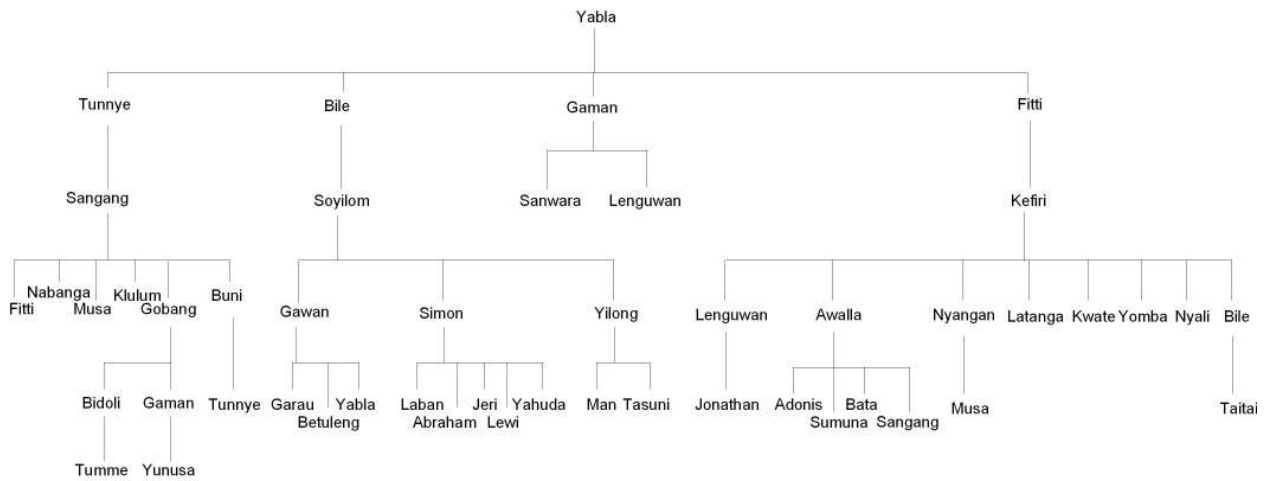 Yabla
Tunnye Bile Gaman Fitti
Sangang Soyilom Sanwara Lenguwan Kefiri
Fitti Nabanga Musa Klulum Gobang Buni Gawan Simon Yilong Lenguwan Awalla Nyangan Latanga Kwate Yomba Nyali Bile
Bidoli Gaman Tunnye Garau Betuleng Yabla Laban Abraham Jeri Lewi Yahuda Man Tasuni Jonathan Adonis Sumuna Bata Sangang Musa Taitai
Tumme Yunusa